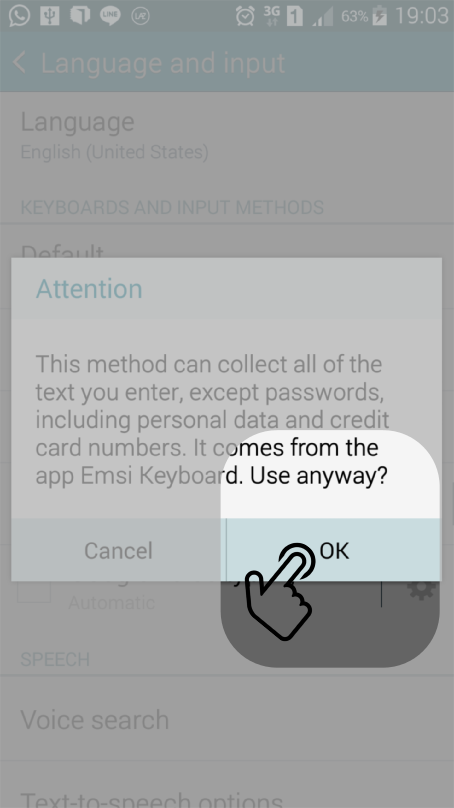 3G 1 63% 19:03
Language and input
Language
English (United States)
KEYBOARDS AND INPUT METHODS
Default
Attention
This method can collect all of the
text you enter, except passwords,
including personal data and credit
card numbers. It comes from the
app Emsi Keyboard. Use anyway?
Cancel OK
Automatic
SPEECH
Voice search
Text-to-speech options